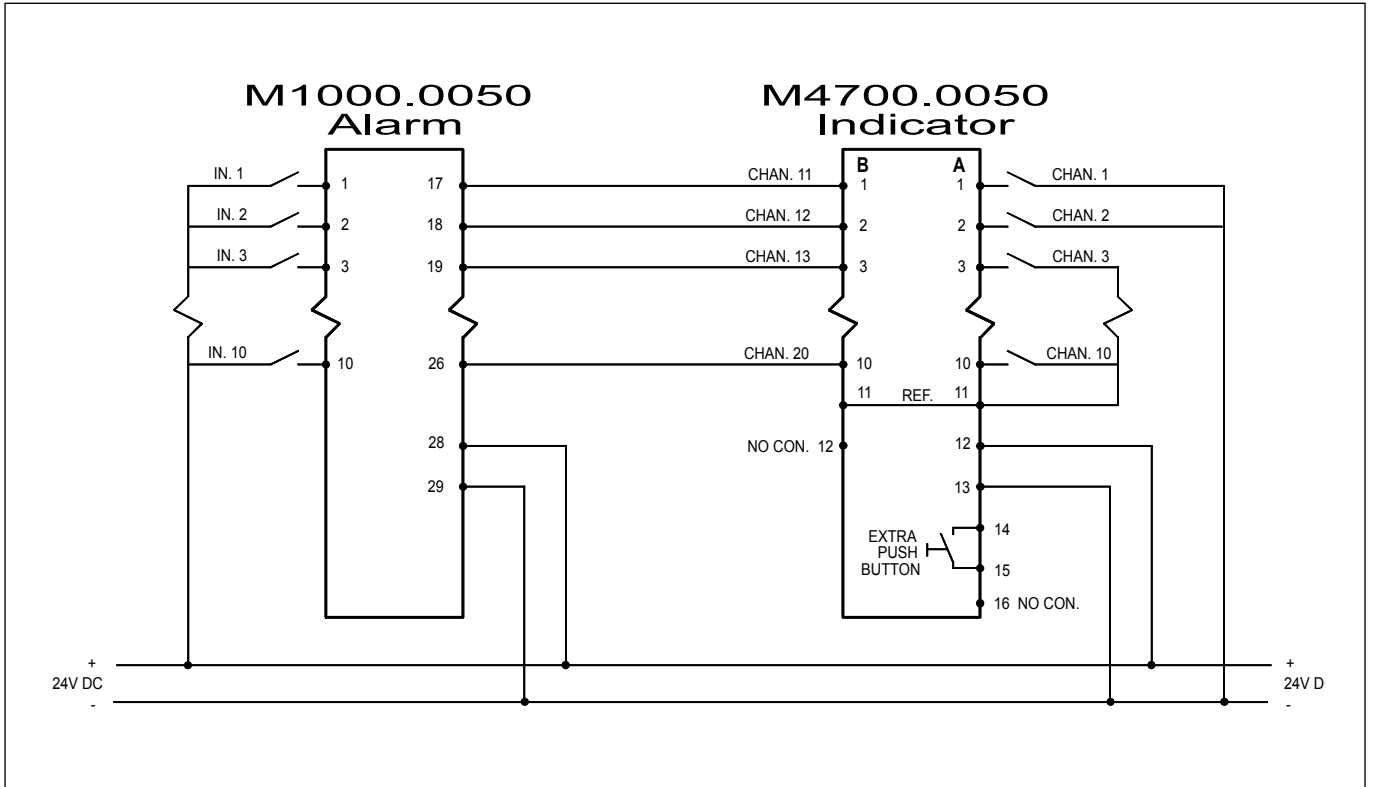 M1000.0050
Alarm
M4700.0050
Indicator
B A
IN. 1 1 17 CHAN. 11 1 1 CHAN. 1
IN. 2 2 18 CHAN. 12 2 2 CHAN. 2
IN. 3 3 19 CHAN. 13 3 3 CHAN. 3
IN. 10 10 26 CHAN. 20 10 10 CHAN. 10
11 REF. 11
28 NO CON. 12 12
29 13
14
EXTRA
PUSH
BUTTON
15
16 NO CON.
+ +
24V DC 24V D
- -